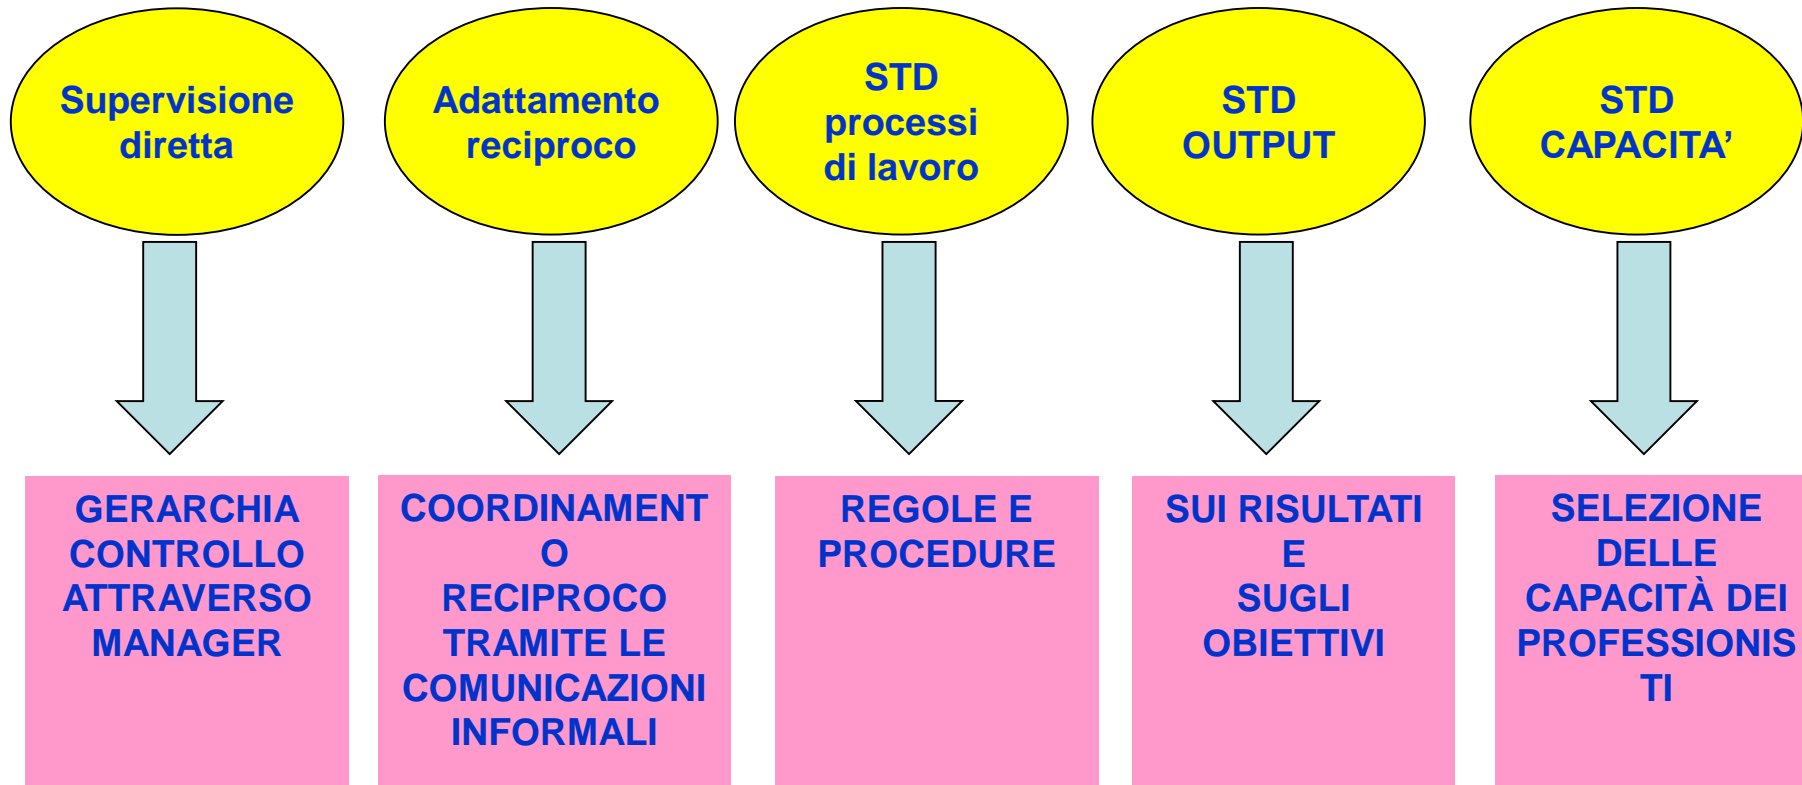 Supervisione
diretta
Adattamento
reciproco
STD
processi
di lavoro
STD
OUTPUT
STD
CAPACITA’
GERARCHIA
CONTROLLO
ATTRAVERSO
MANAGER
COORDINAMENT
O
RECIPROCO
TRAMITE LE
COMUNICAZIONI
INFORMALI
REGOLE E
PROCEDURE
SUI RISULTATI
E
SUGLI
OBIETTIVI
SELEZIONE
DELLE
CAPACITÀ DEI
PROFESSIONIS
TI